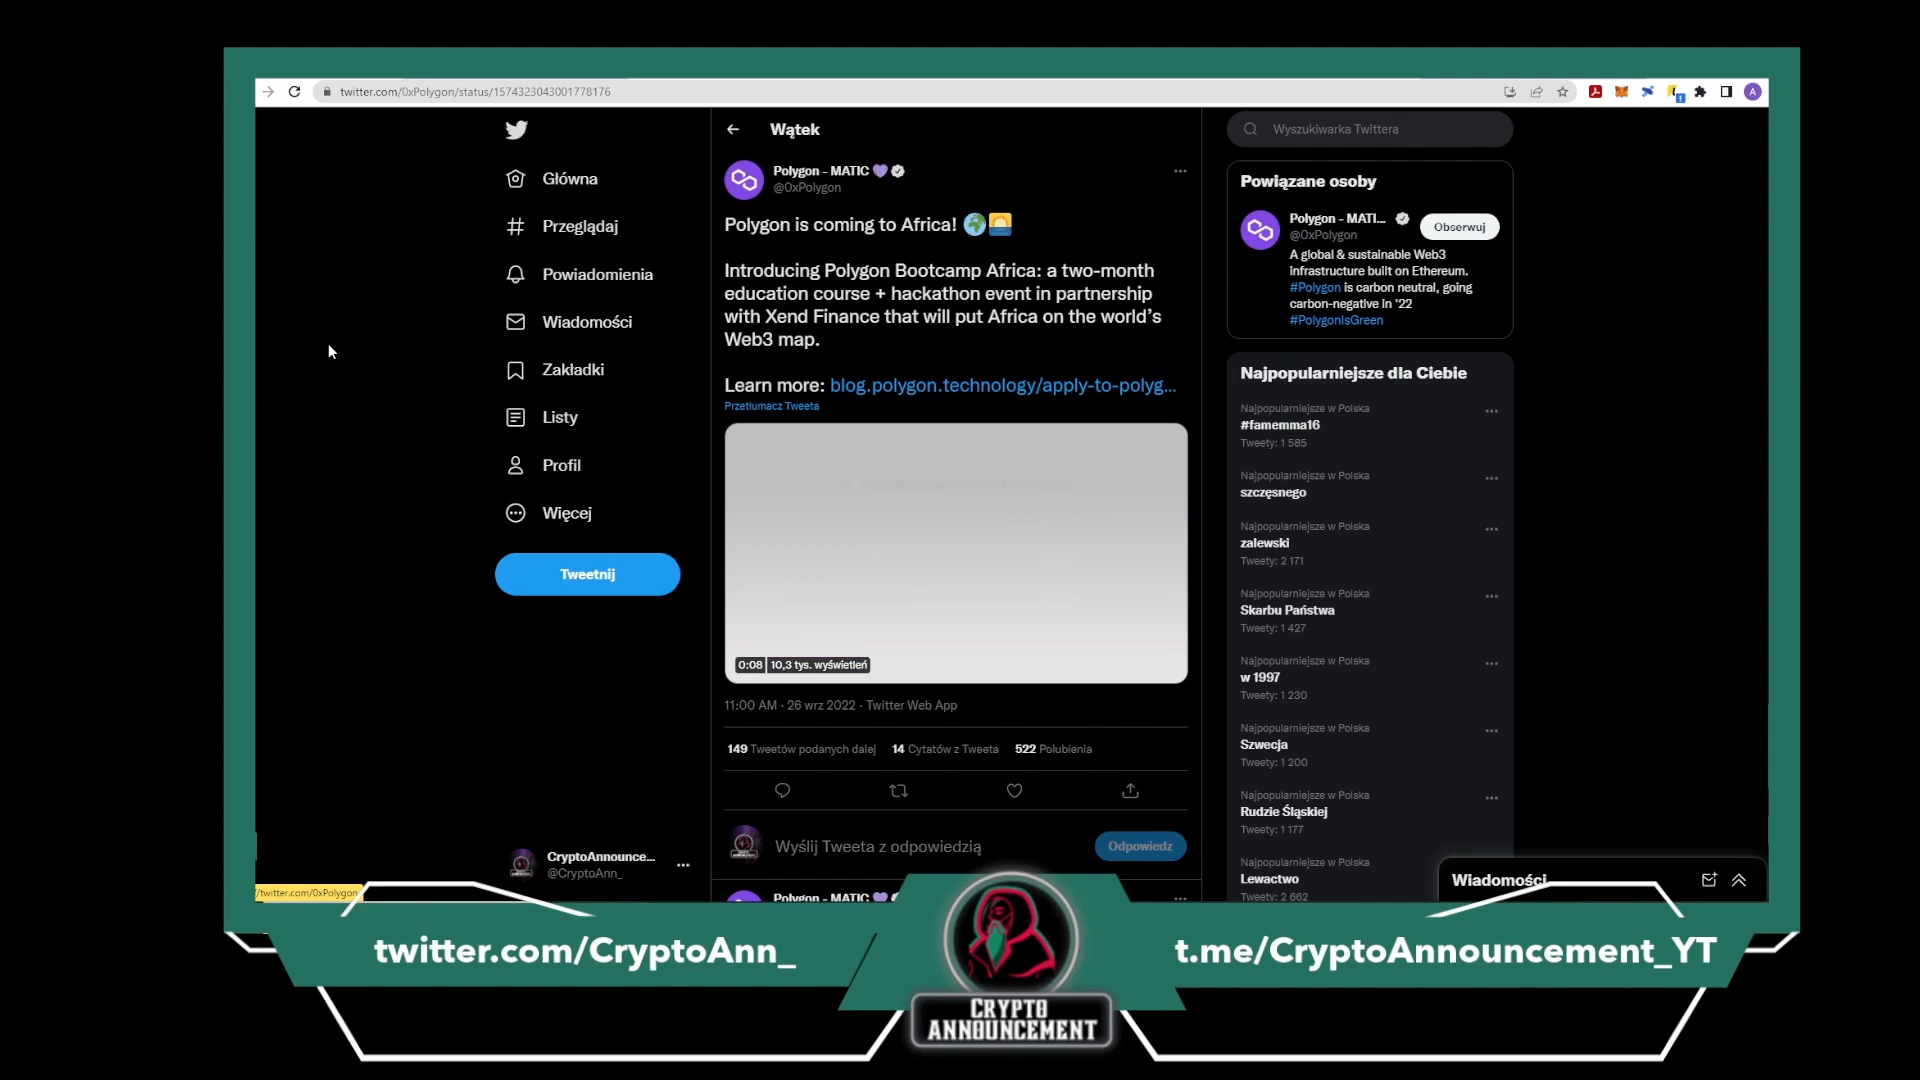 twitter.com/0xPolygon/status/1574323043001778176
A
Główna
Przeglądaj
Powiadomienia
Wiadomości
Zakładki
Listy
Profil
Więcej
Tweetnij
CryptoAnnounce...
@CryptoAnn_
/twitter.com/0xPolygon
Wątek
Polygon - MATIC 💜
@0xPolygon
Polygon is coming to Africa! 🌍🌅
Introducing Polygon Bootcamp Africa: a two-month
education course + hackathon event in partnership
with Xend Finance that will put Africa on the world’s
Web3 map.
Learn more: blog.polygon.technology/apply-to-polyg...
Przetłumacz Tweeta
0:08 10,3 tys. wyświetleń
11:00 AM · 26 wrz 2022 · Twitter Web App
149 Tweetów podanych dalej 14 Cytatów z Tweeta 522 Polubienia
Wyślij Tweeta z odpowiedzią
Odpowiedz
Polygon - MATIC 💜
Wyszukiwarka Twittera
Powiązane osoby
Polygon - MATI...
@0xPolygon
Obserwuj
A global & sustainable Web3
infrastructure built on Ethereum.
#Polygon is carbon neutral, going
carbon-negative in '22
#PolygonIsGreen
Najpopularniejsze dla Ciebie
Najpopularniejsze w Polska
#famemma16
Tweety: 1 585
Najpopularniejsze w Polska
szczęsnego
Najpopularniejsze w Polska
zalewski
Tweety: 2 171
Najpopularniejsze w Polska
Skarbu Państwa
Tweety: 1 427
Najpopularniejsze w Polska
w 1997
Tweety: 1 230
Najpopularniejsze w Polska
Szwecja
Tweety: 1 200
Najpopularniejsze w Polska
Rudzie Śląskiej
Tweety: 1 177
Najpopularniejsze w Polska
Lewactwo
Tweety: 2 662
Wiadomości
twitter.com/CryptoAnn_
t.me/CryptoAnnouncement_YT
CRYPTO
ANNOUNCEMENT